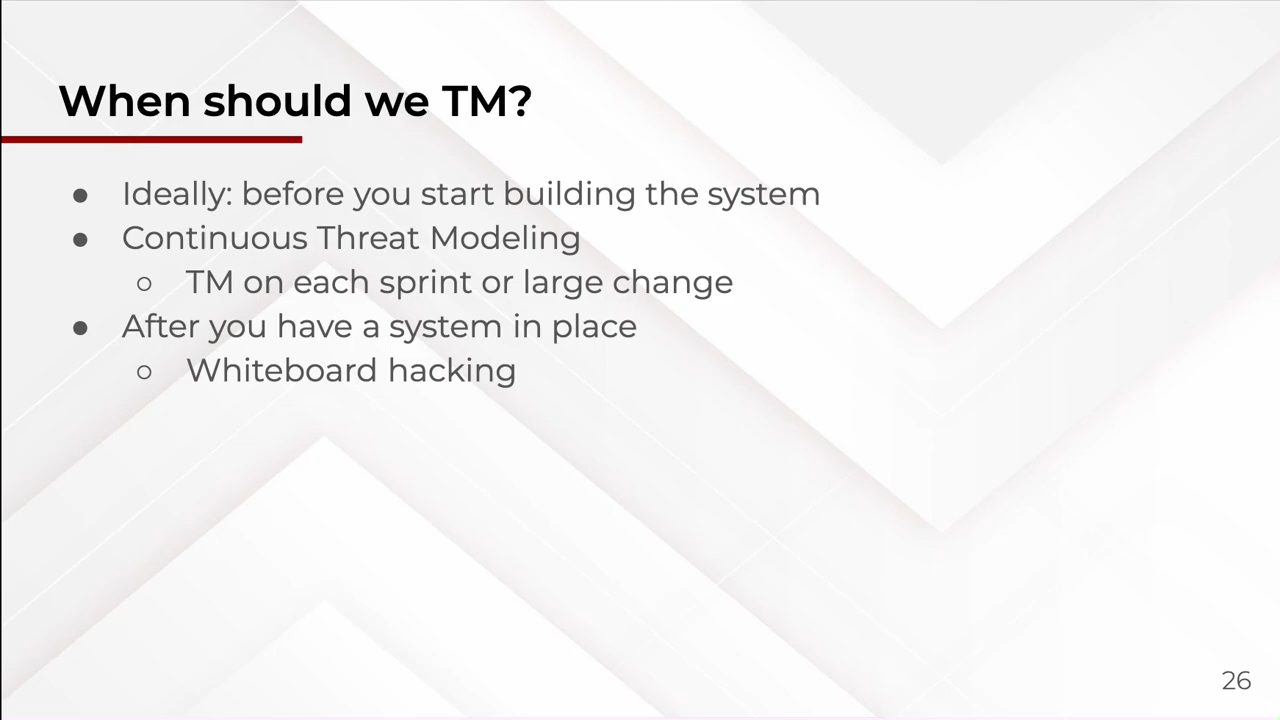 When should we TM?
● Ideally: before you start building the system
● Continuous Threat Modeling
○ TM on each sprint or large change
● After you have a system in place
○ Whiteboard hacking
26